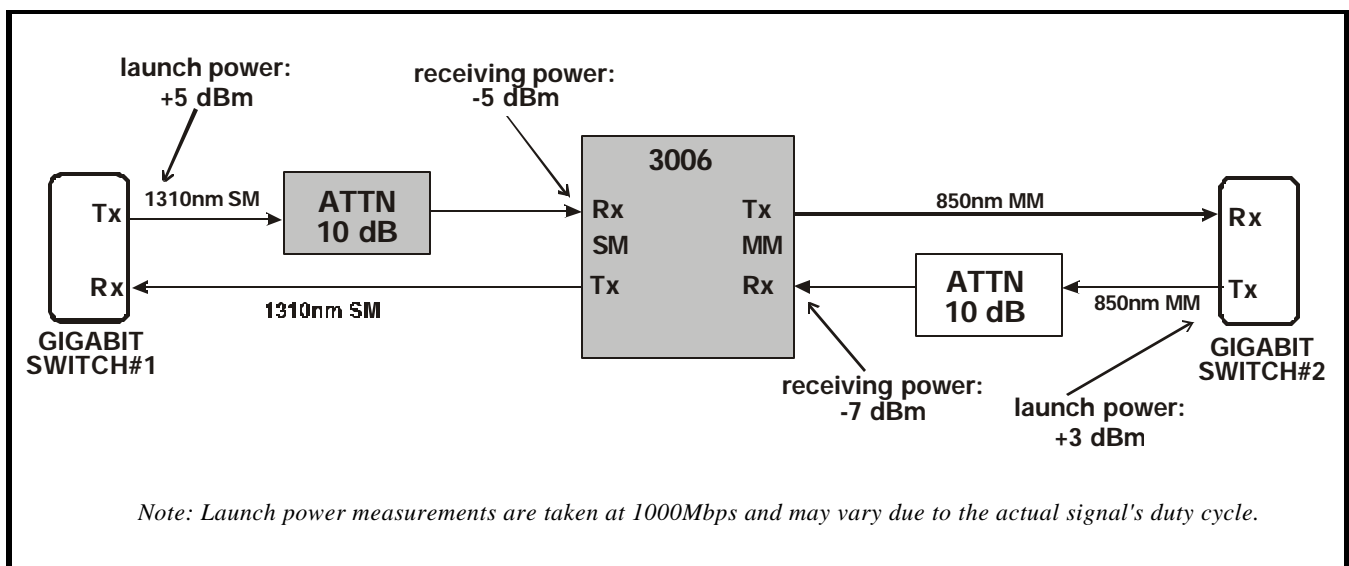 launch power:
+5 dBm
receiving power:
-5 dBm
3006
1310nm SM
ATTN
10 dB
Tx
Rx
Rx
SM
Tx
Tx
MM
Rx
850nm MM
Rx
Tx
1310nm SM
ATTN
10 dB
850nm MM
GIGABIT
SWITCH#1
GIGABIT
SWITCH#2
receiving power:
-7 dBm
launch power:
+3 dBm
Note: Launch power measurements are taken at 1000Mbps and may vary due to the actual signal's duty cycle.